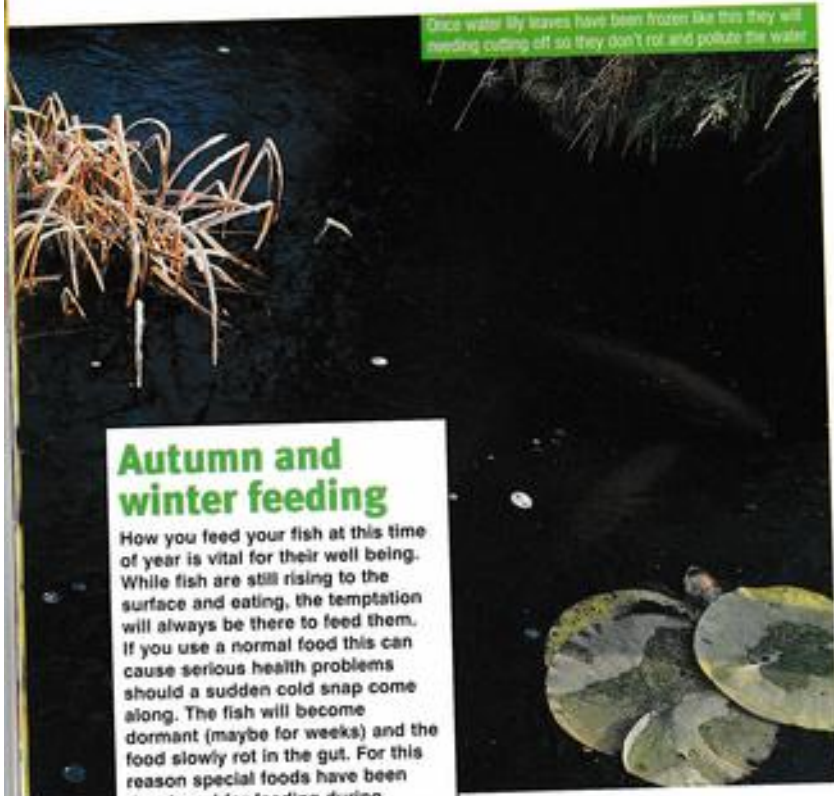 Once water lily leaves have been frozen like this they will
needing cutting off so they don't rot and pollute the water
Autumn and
winter feeding
How you feed your fish at this time
of year is vital for their well being.
While fish are still rising to the
surface and eating, the temptation
will always be there to feed them.
If you use a normal food this can
cause serious health problems
should a sudden cold snap come
along. The fish will become
dormant (maybe for weeks) and the
food slowly rot in the gut. For this
reason special foods have been
for feeding during